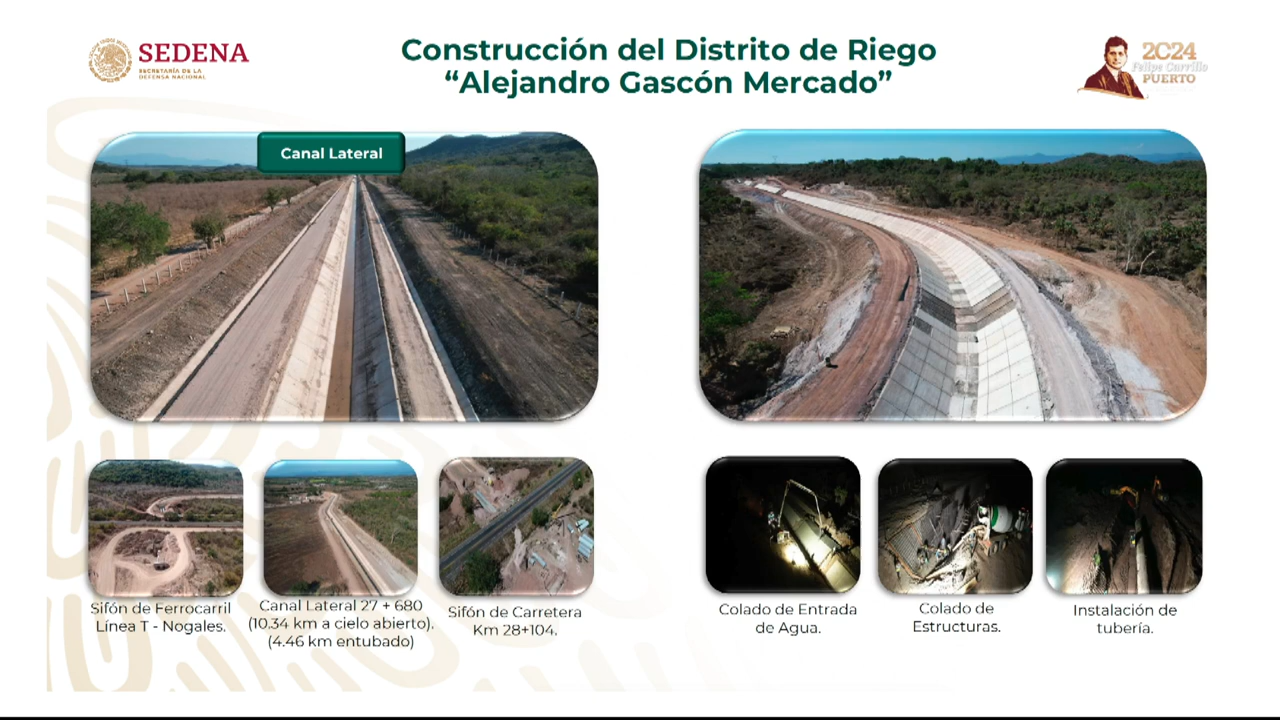 SEDENA
SECRETARÍA DE LA
DEFENSA NACIONAL
Construcción del Distrito de Riego
“Alejandro Gascón Mercado”
2C24
Felipe Carrillo
PUERTO
Canal Lateral
Sifón de Ferrocarril
Línea T - Nogales.
Canal Lateral 27 + 680
(10.34 km a cielo abierto).
(4.46 km entubado)
Sifón de Carretera
Km 28+104.
Colado de Entrada
de Agua.
Colado de
Estructuras.
Instalación de
tubería.